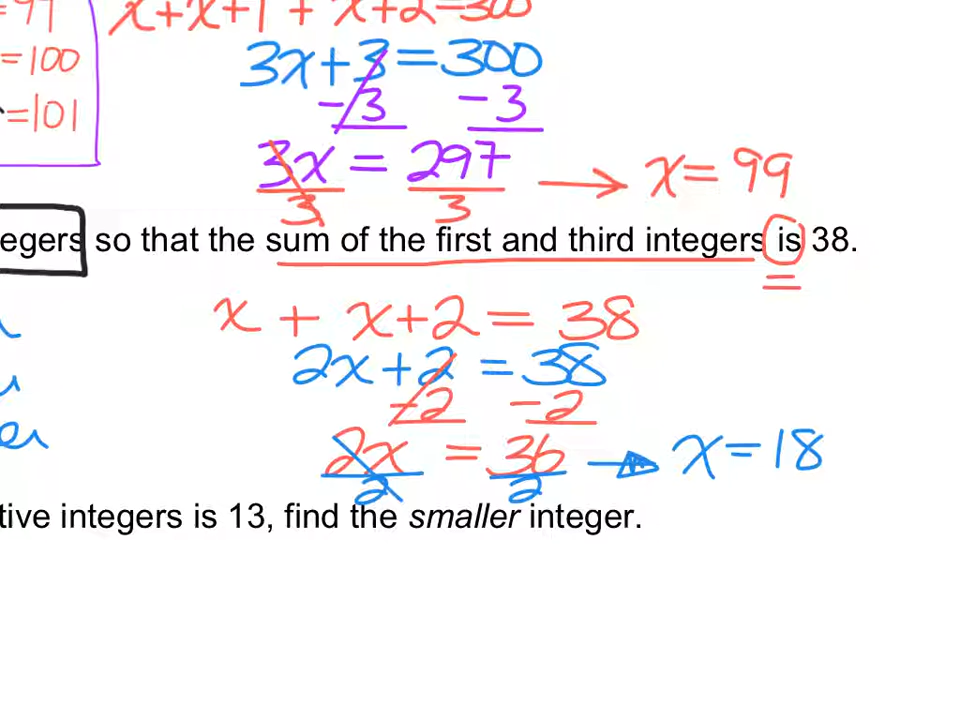 =99 x+x+1 + x+2=300
=100 3x+3=300
-3 -3
=101
3x = 297 → x=99
3 3
egers so that the sum of the first and third integers is 38.
=
x + x+2 = 38
2x+2 = 38
-2 -2
er 2x = 36 → x=18
2 2
tive integers is 13, find the smaller integer.